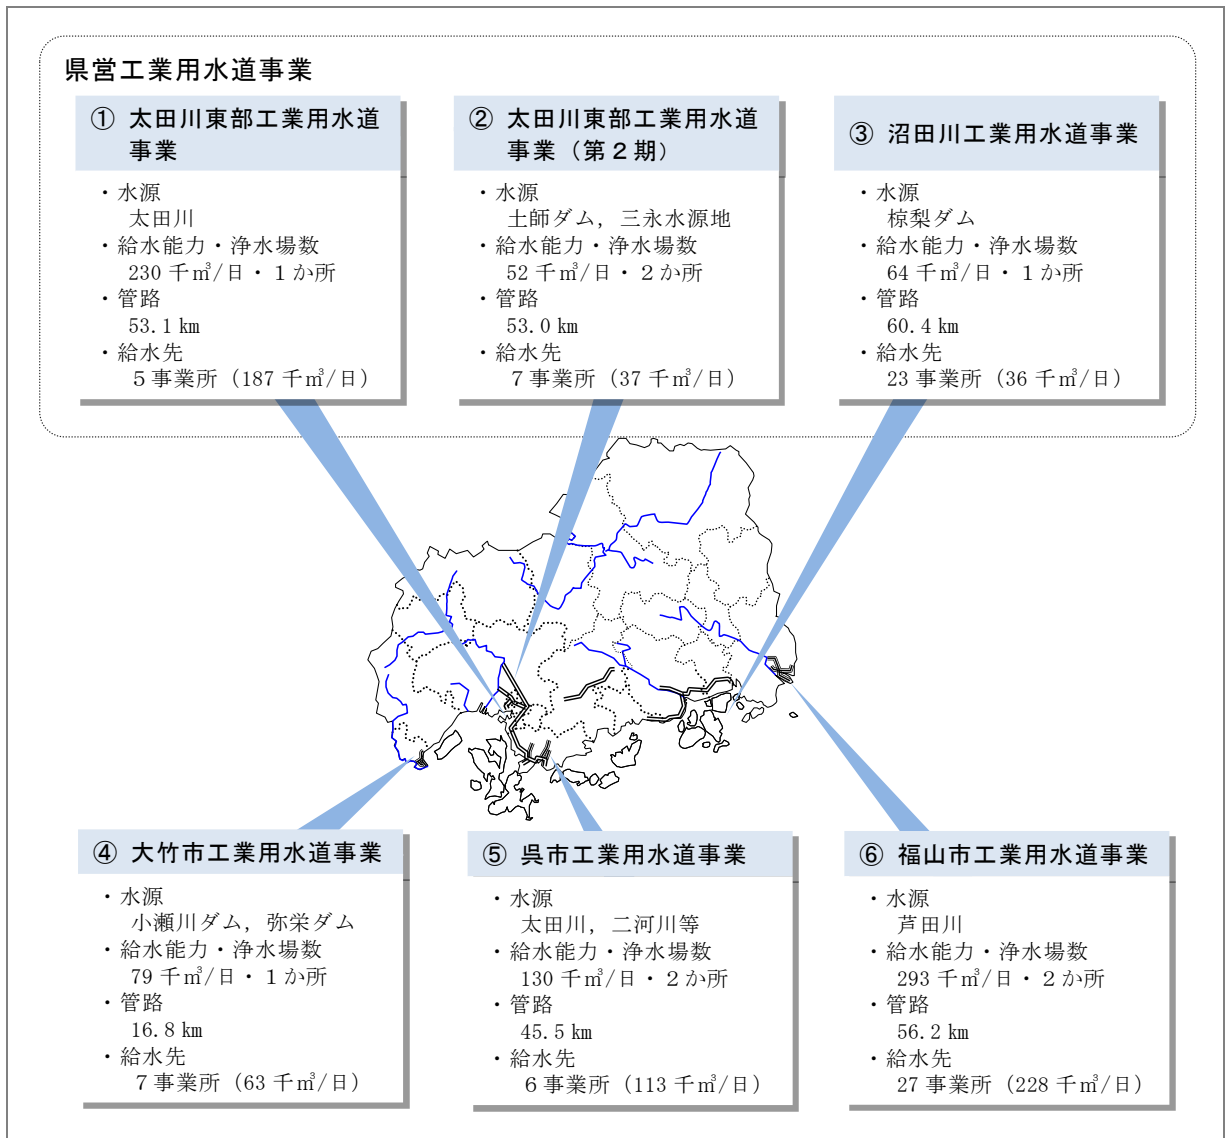 県営工業用水道事業
① 太田川東部工業用水道
事業
・水源
太田川
・給水能力・浄水場数
230 千㎥/日・１か所
・管路
53.1 ㎞
・給水先
５事業所（187 千㎥/日）
② 太田川東部工業用水道
事業（第２期）
・水源
土師ダム，三永水源地
・給水能力・浄水場数
52 千㎥/日・２か所
・管路
53.0 ㎞
・給水先
７事業所（37 千㎥/日）
③ 沼田川工業用水道事業
・水源
椋梨ダム
・給水能力・浄水場数
64 千㎥/日・１か所
・管路
60.4 ㎞
・給水先
23 事業所（36 千㎥/日）
④ 大竹市工業用水道事業
・水源
小瀬川ダム，弥栄ダム
・給水能力・浄水場数
79 千㎥/日・１か所
・管路
16.8 ㎞
・給水先
７事業所（63 千㎥/日）
⑤ 呉市工業用水道事業
・水源
太田川，二河川等
・給水能力・浄水場数
130 千㎥/日・２か所
・管路
45.5 ㎞
・給水先
６事業所（113 千㎥/日）
⑥ 福山市工業用水道事業
・水源
芦田川
・給水能力・浄水場数
293 千㎥/日・２か所
・管路
56.2 ㎞
・給水先
27 事業所（228 千㎥/日）